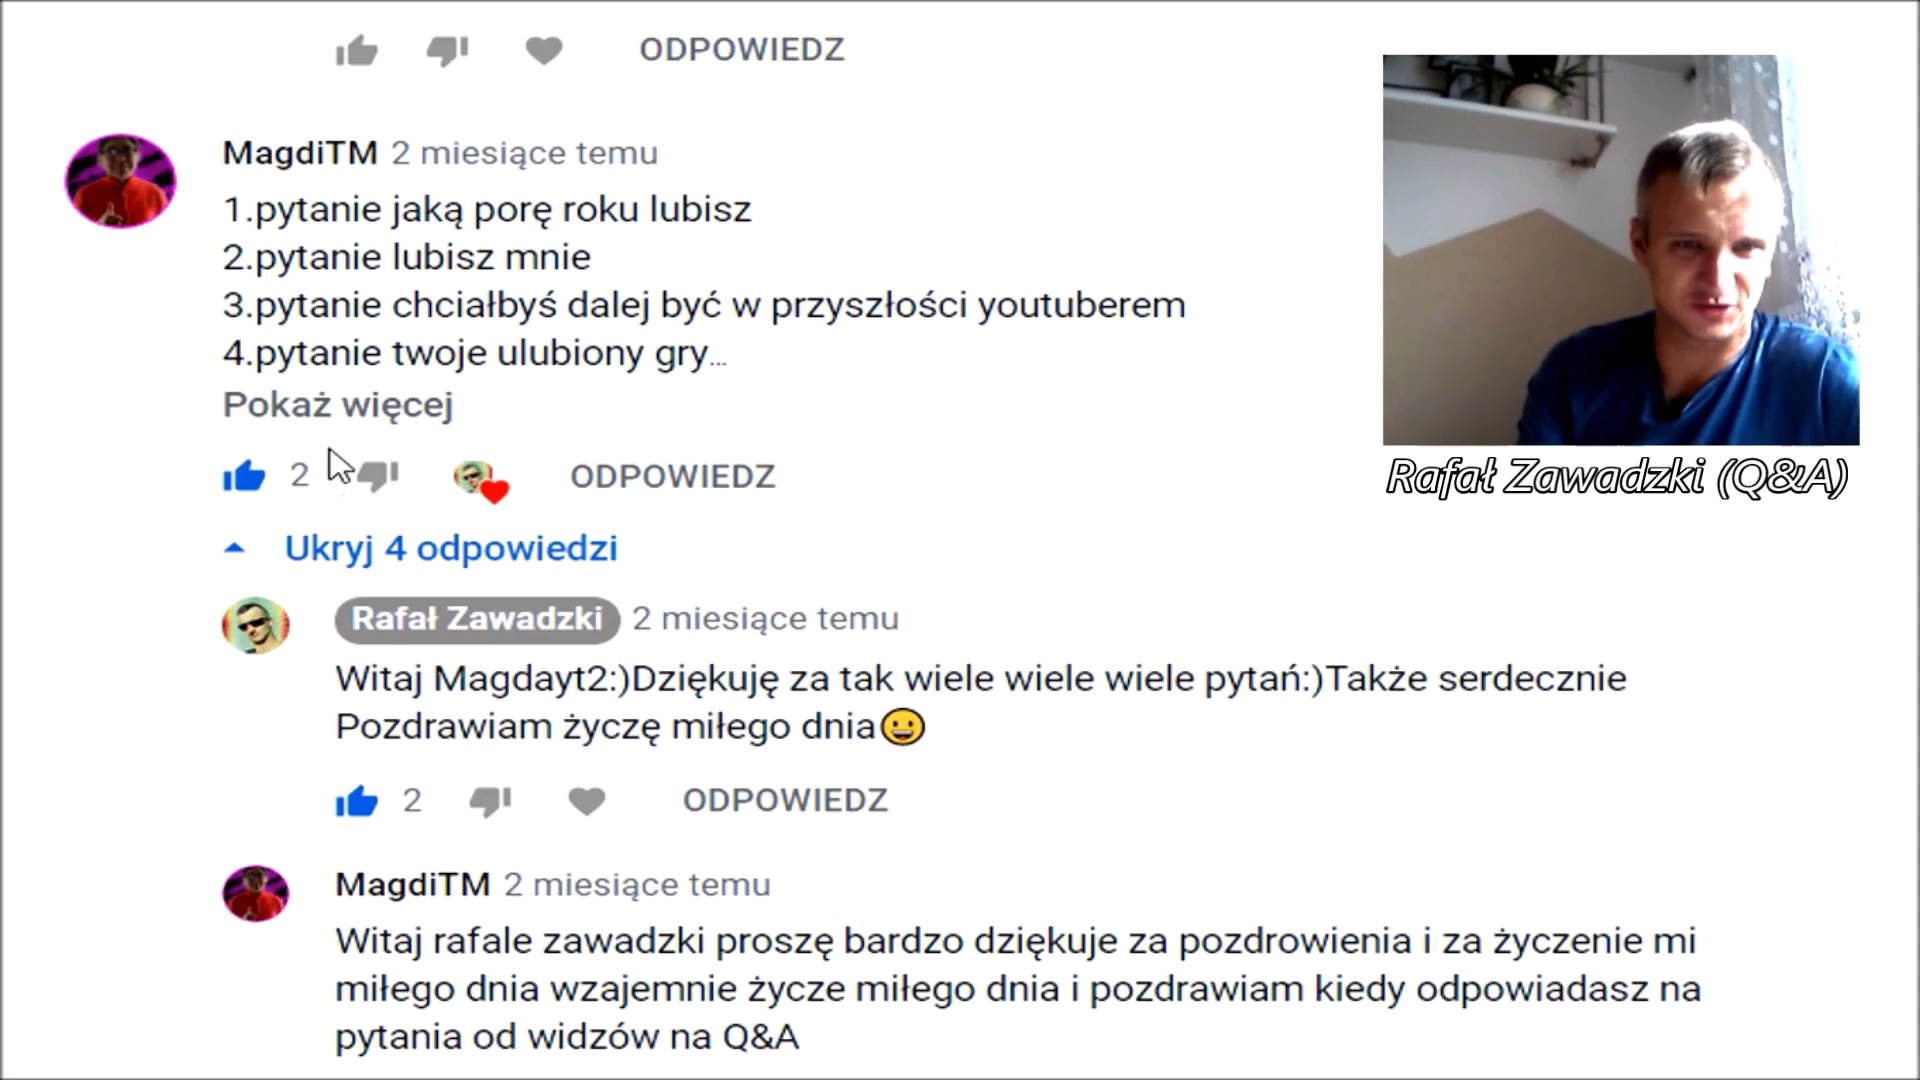 ODPOWIEDZ
MagdiTM 2 miesiące temu
1.pytanie jaką porę roku lubisz
2.pytanie lubisz mnie
3.pytanie chciałbyś dalej być w przyszłości youtuberem
4.pytanie twoje ulubiony gry...
Pokaż więcej
2 ODPOWIEDZ
Ukryj 4 odpowiedzi
Rafał Zawadzki 2 miesiące temu
Witaj Magdayt2:)Dziękuję za tak wiele wiele wiele pytań:)Także serdecznie
Pozdrawiam życzę miłego dnia😀
2 ODPOWIEDZ
MagdiTM 2 miesiące temu
Witaj rafale zawadzki proszę bardzo dziękuje za pozdrowienia i za życzenie mi
miłego dnia wzajemnie życze miłego dnia i pozdrawiam kiedy odpowiadasz na
pytania od widzów na Q&A
Rafał Zawadzki (Q&A)